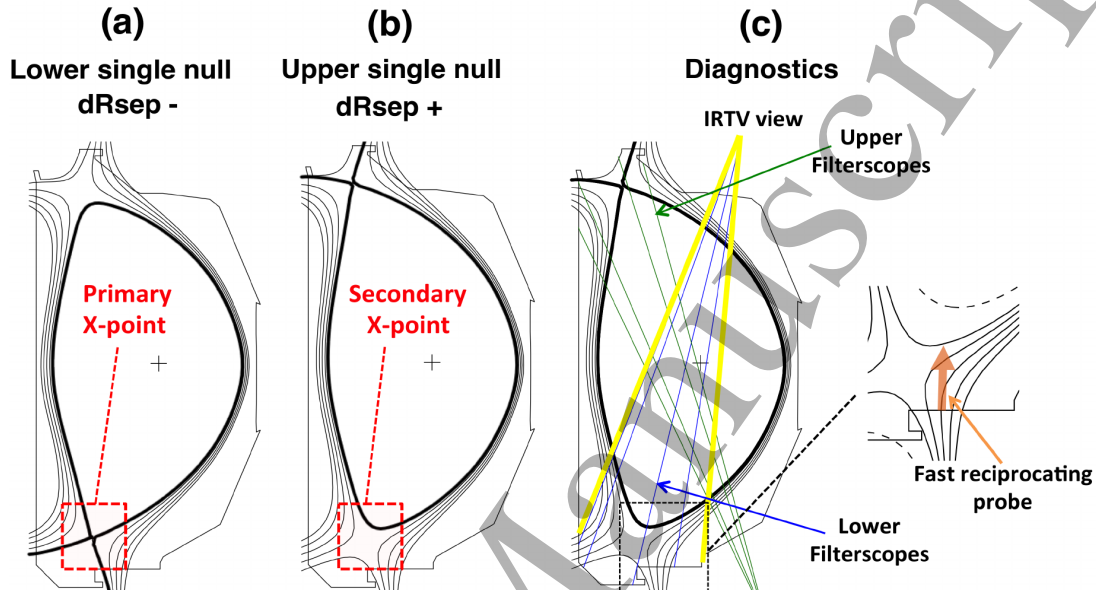 (a)
Lower single null
dRsep -
(b)
Upper single null
dRsep +
(c)
Diagnostics
IRTV view
Upper
Filterscopes
Primary
X-point
Secondary
X-point
Fast reciprocating
probe
Lower
Filterscopes
Manuscrip